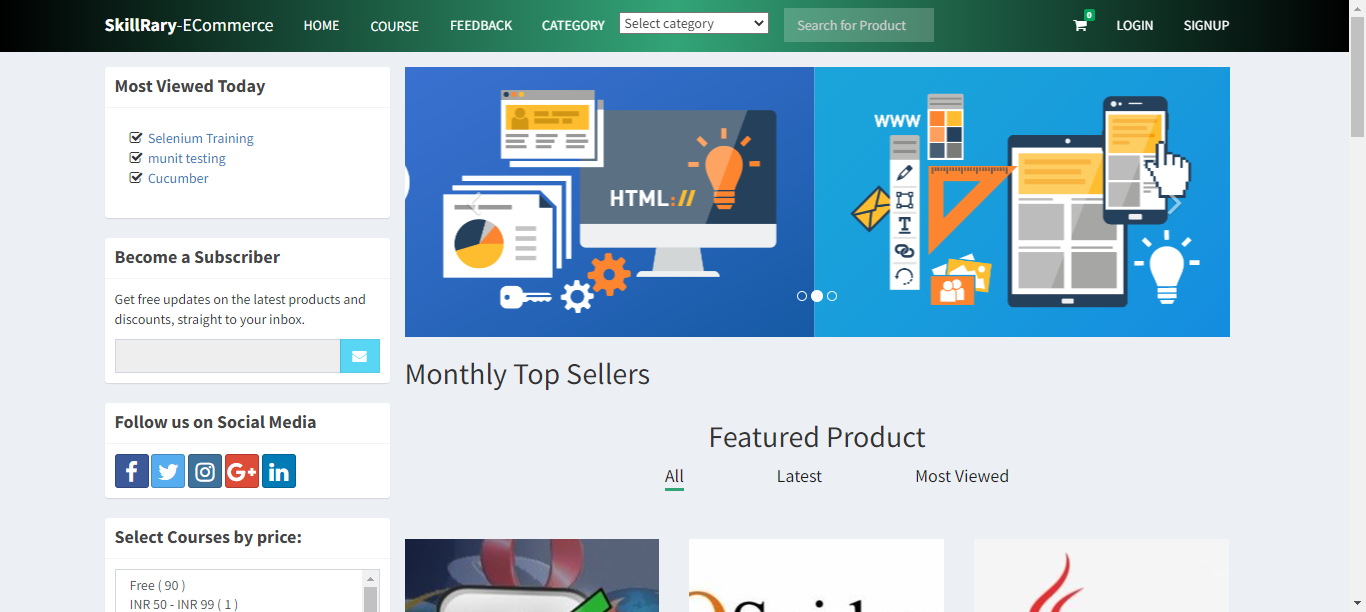 SkillRary-ECommerce HOME COURSE FEEDBACK CATEGORY Select category Search for Product 0 LOGIN SIGNUP
Most Viewed Today
Selenium Training
munit testing
Cucumber
Become a Subscriber
Get free updates on the latest products and
discounts, straight to your inbox.
Follow us on Social Media
f G+ in
Select Courses by price:
Free ( 90 )
INR 50 - INR 99 ( 1 )
HTML://
WWW
T
Monthly Top Sellers
Featured Product
All Latest Most Viewed